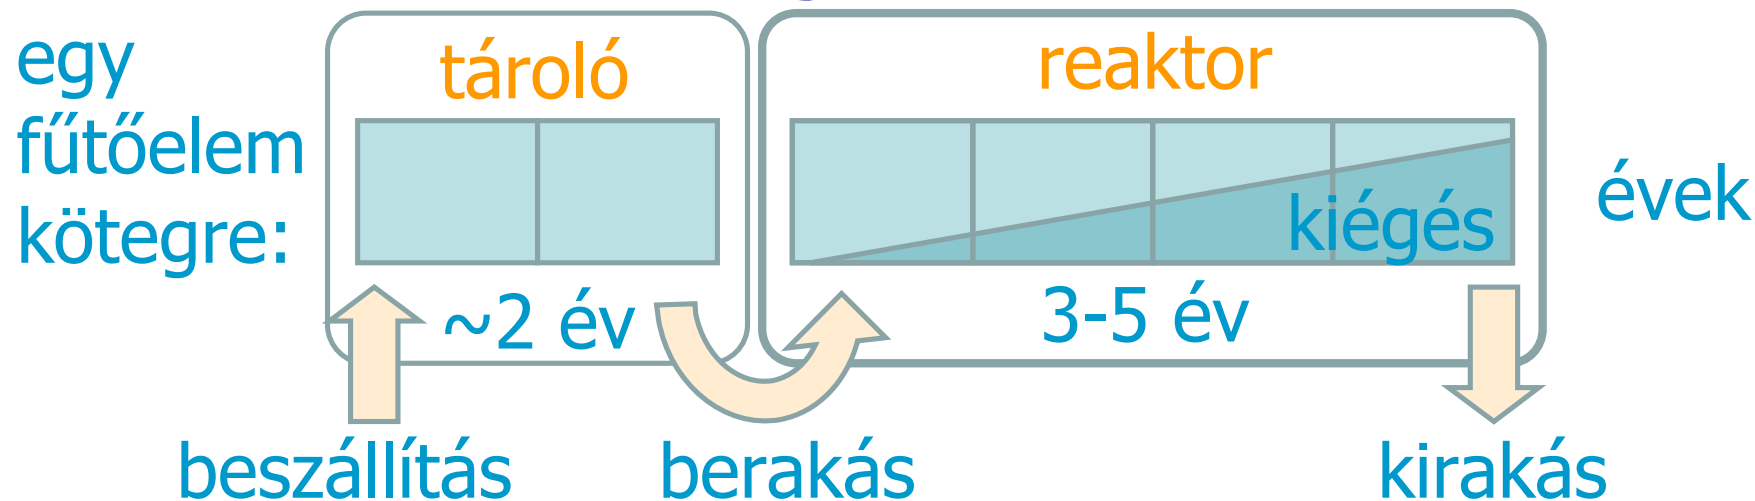 egy
fűtőelem
kötegre:
tároló
reaktor
kiégés
évek
~2 év
3-5 év
beszállítás
berakás
kirakás